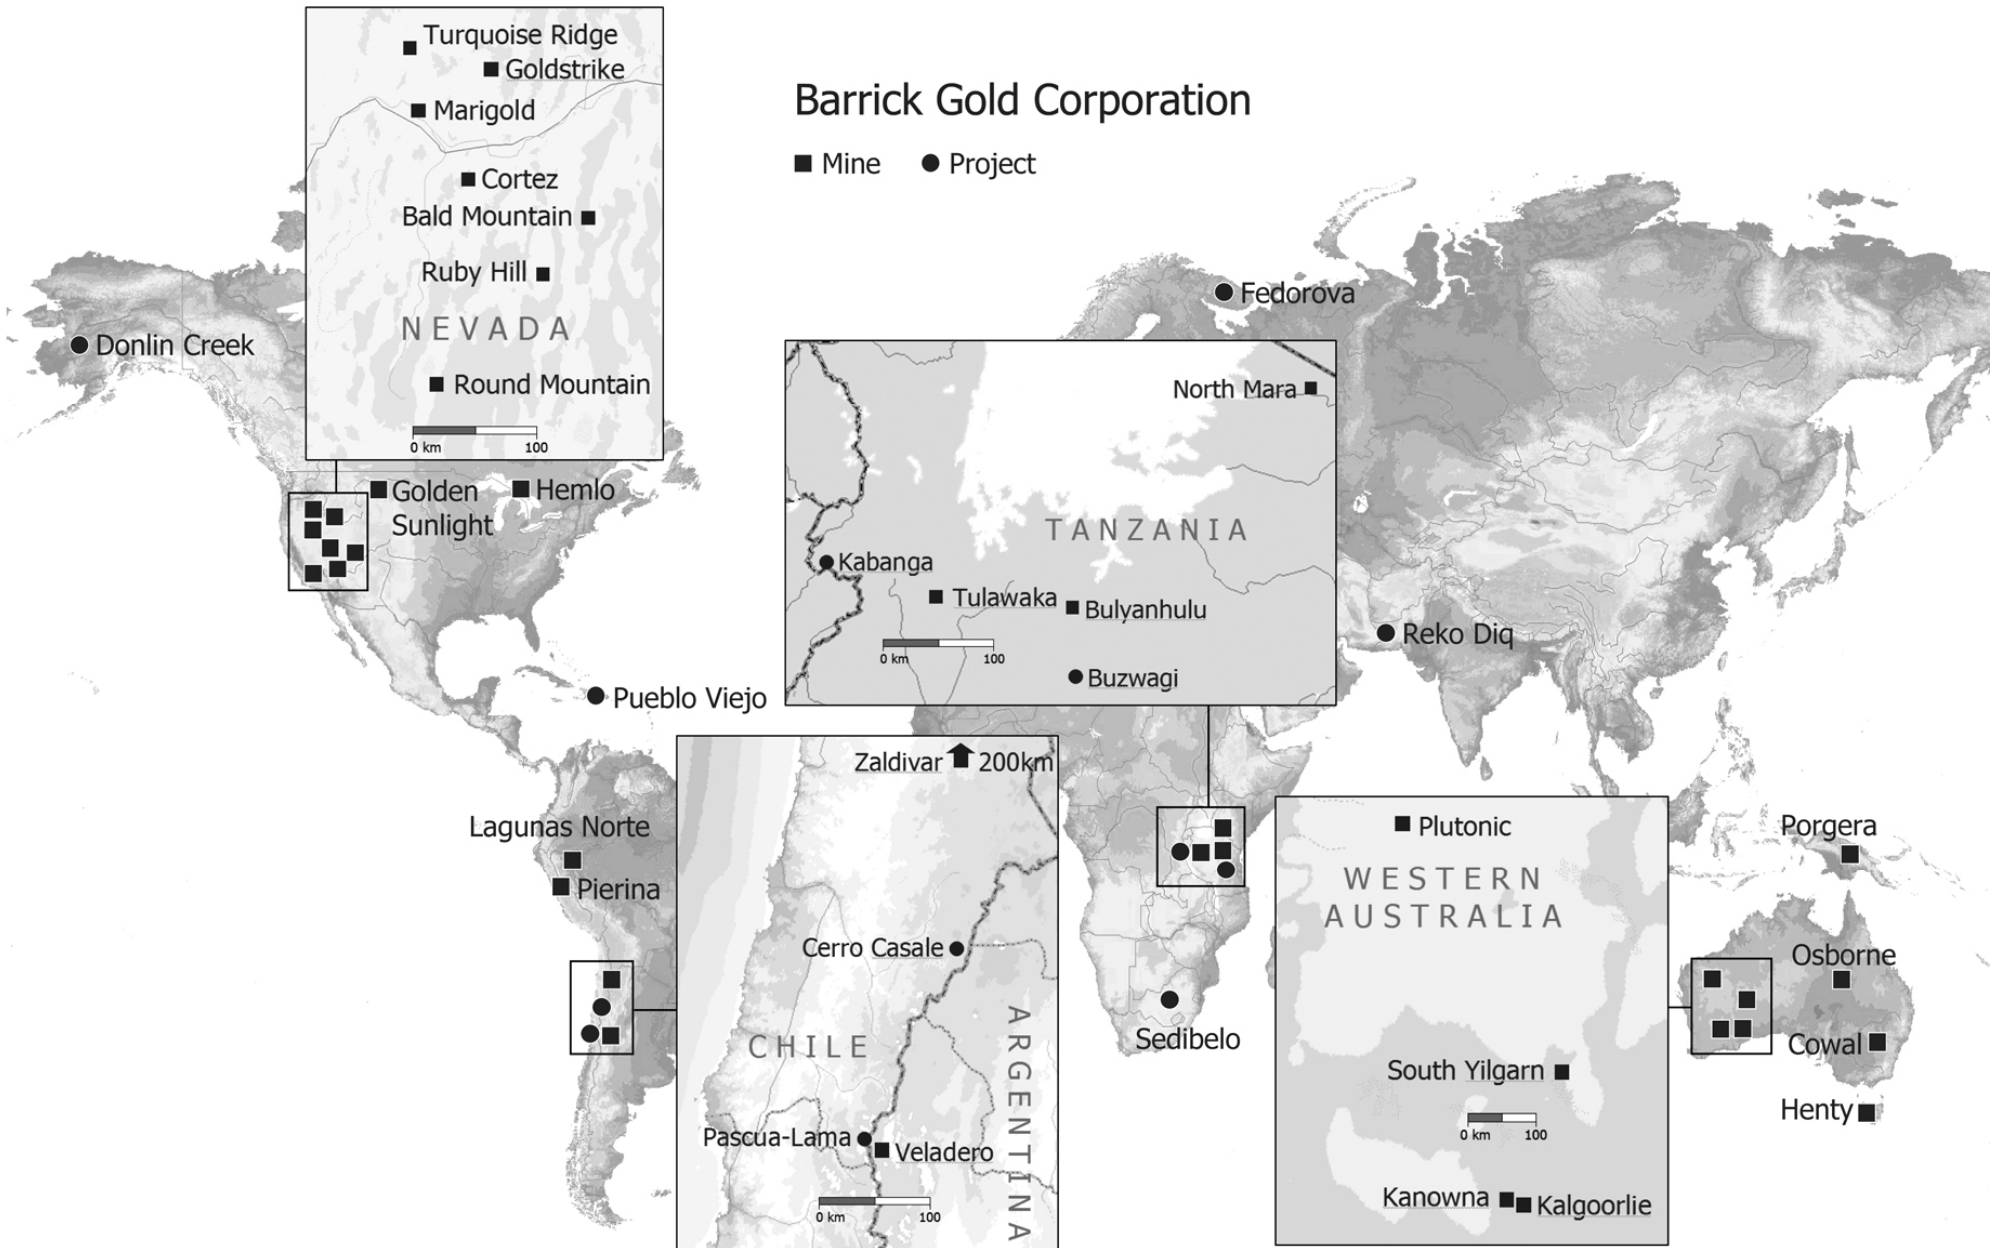 Barrick Gold Corporation
Mine
Project
Turquoise Ridge
Goldstrike
Marigold
Cortez
Bald Mountain
Ruby Hill
NEVADA
Round Mountain
0 km 100
Donlin Creek
Golden
Sunlight
Hemlo
Pueblo Viejo
Lagunas Norte
Pierina
Fedorova
North Mara
TANZANIA
Kabanga
Tulawaka
Bulyanhulu
0 km 100
Buzwagi
Reko Diq
Zaldivar 200km
Cerro Casale
CHILE
ARGENTINA
Pascua-Lama
Veladero
0 km 100
Sedibelo
Plutonic
WESTERN
AUSTRALIA
South Yilgarn
0 km 100
Kanowna
Kalgoorlie
Porgera
Osborne
Cowal
Henty